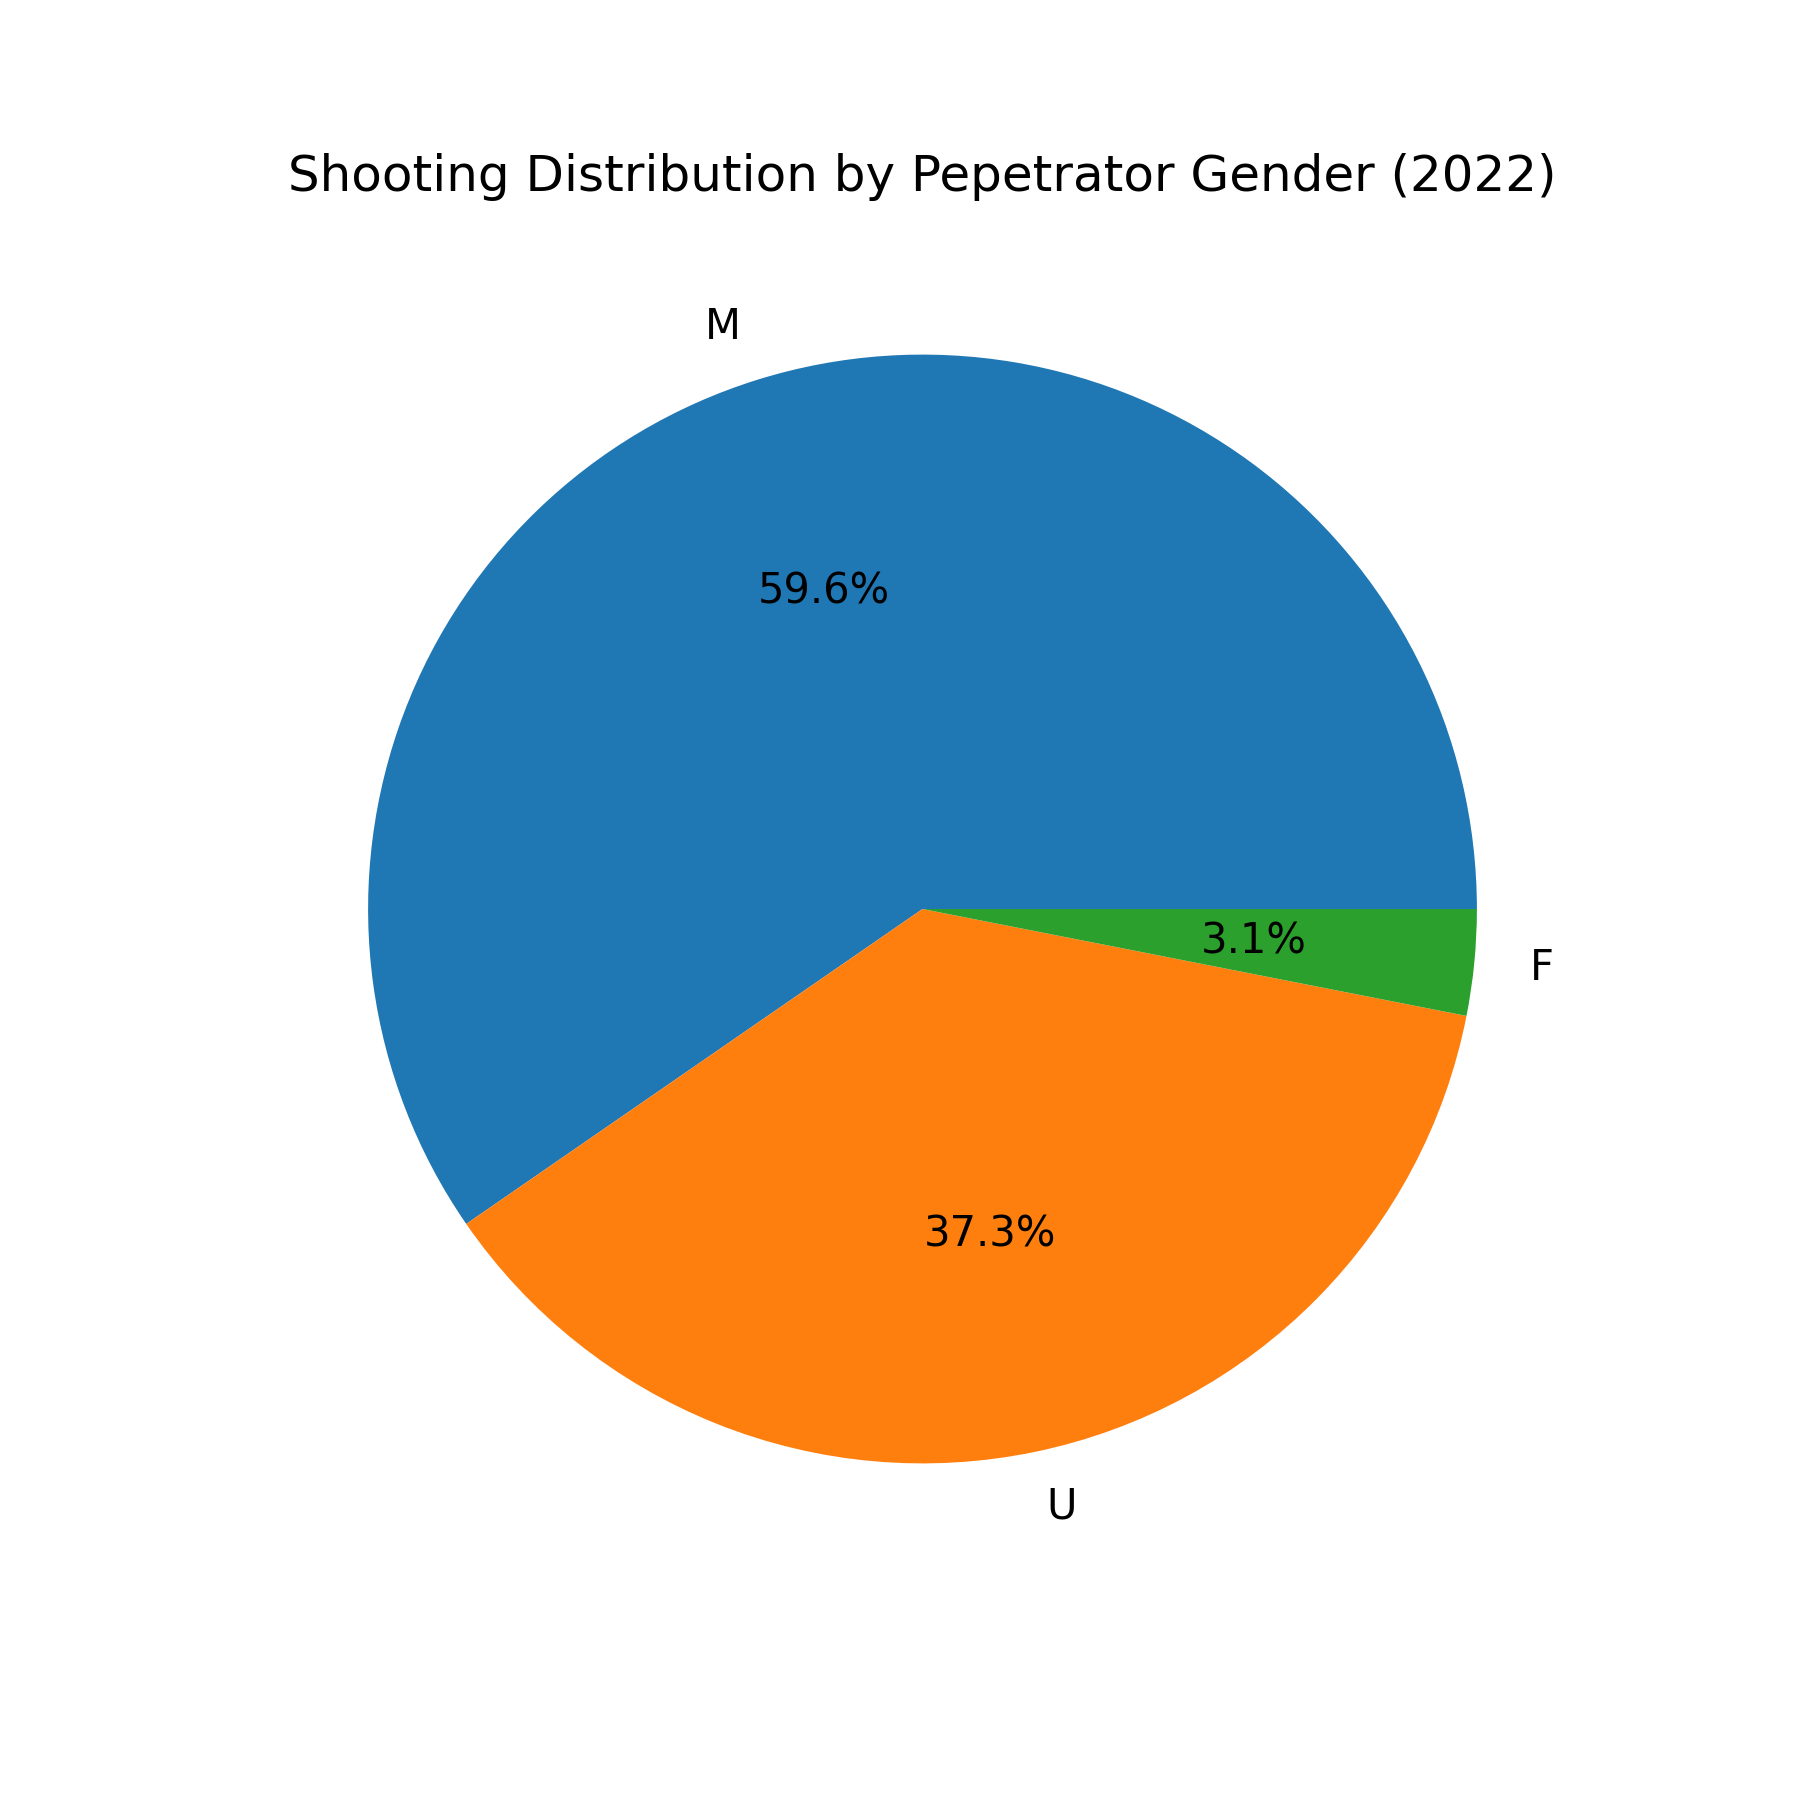 Shooting Distribution by Pepetrator Gender (2022)
M
59.6%
3.1%
F
37.3%
U